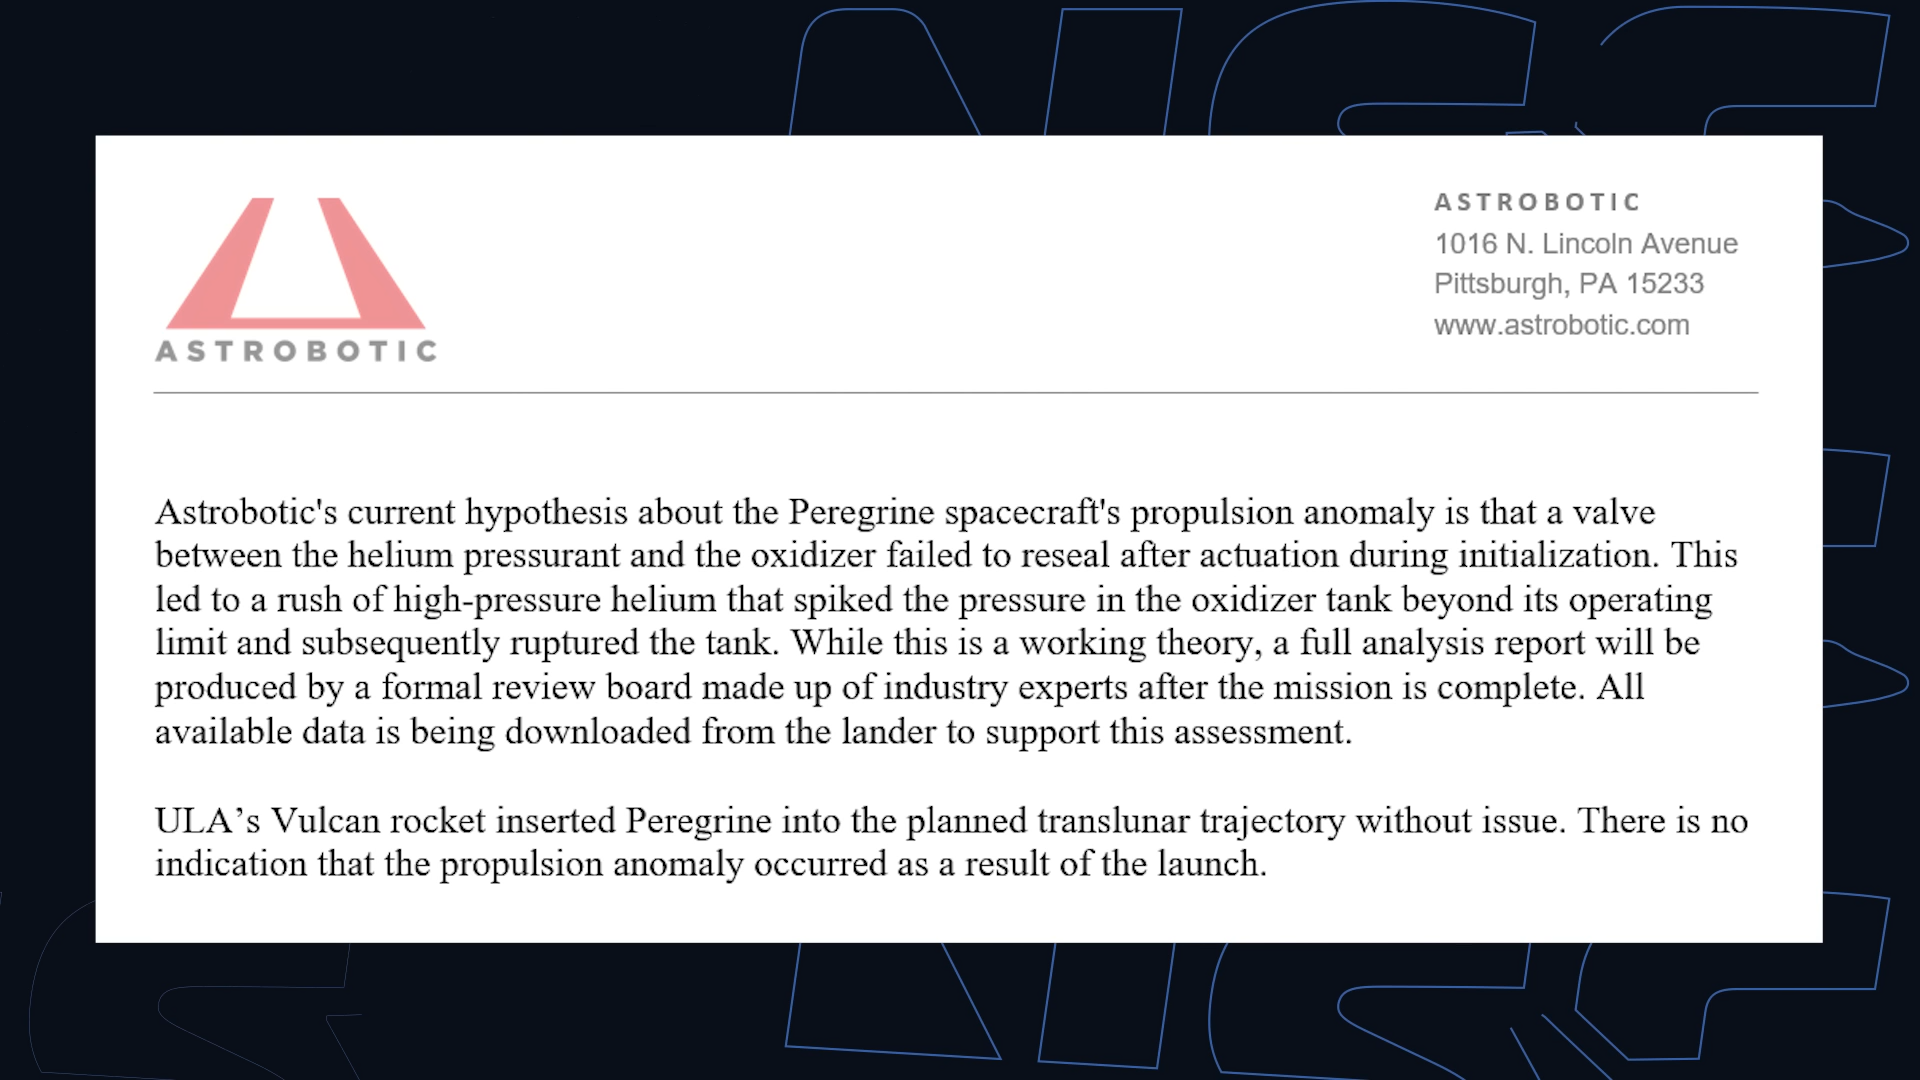 ASTROBOTIC
ASTROBOTIC
1016 N. Lincoln Avenue
Pittsburgh, PA 15233
www.astrobotic.com
Astrobotic's current hypothesis about the Peregrine spacecraft's propulsion anomaly is that a valve
between the helium pressurant and the oxidizer failed to reseal after actuation during initialization. This
led to a rush of high-pressure helium that spiked the pressure in the oxidizer tank beyond its operating
limit and subsequently ruptured the tank. While this is a working theory, a full analysis report will be
produced by a formal review board made up of industry experts after the mission is complete. All
available data is being downloaded from the lander to support this assessment.
ULA’s Vulcan rocket inserted Peregrine into the planned translunar trajectory without issue. There is no
indication that the propulsion anomaly occurred as a result of the launch.